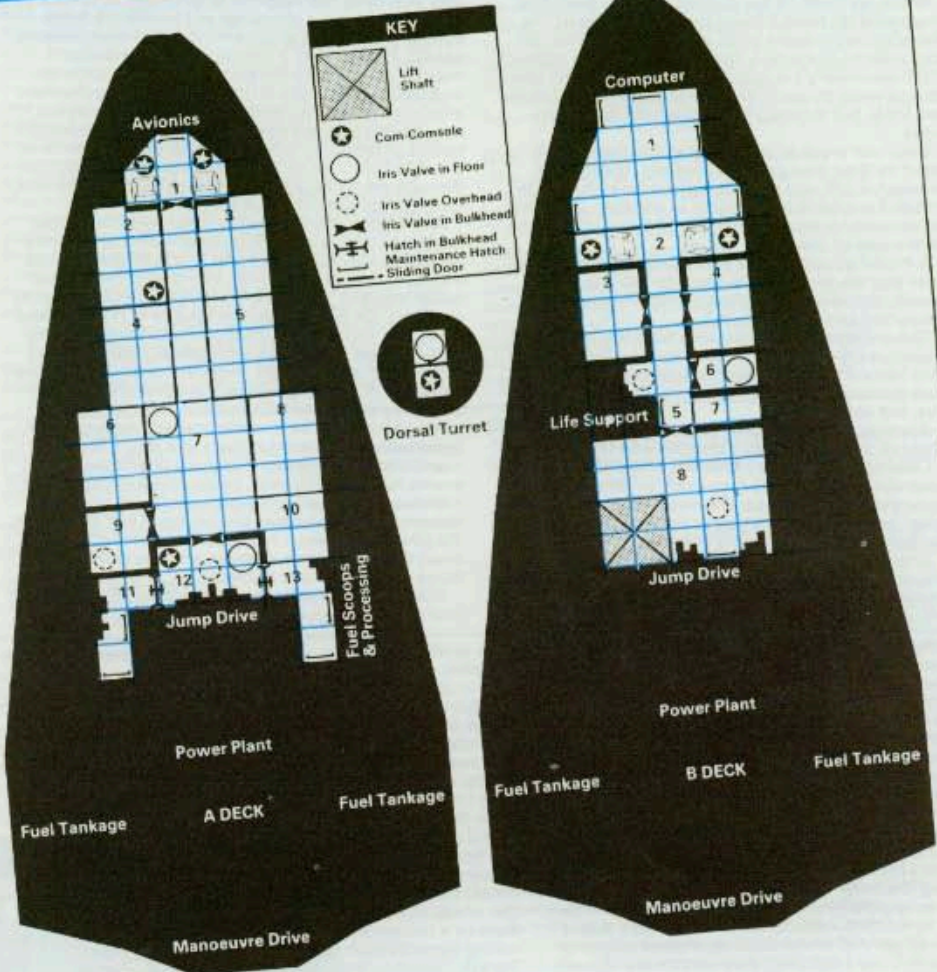 KEY
Lift
Shaft
Com-Comsole
Iris Valve in Floor
Iris Valve Overhead
Iris Valve in Bulkhead
Hatch in Bulkhead
Maintenance Hatch
Sliding Door
Avionics
1
2
3
4
5
6
7
8
9
10
11
12
13
Jump Drive
Fuel Scoops
& Processing
Power Plant
Fuel Tankage
A DECK
Fuel Tankage
Manoeuvre Drive
Dorsal Turret
Computer
1
2
3
4
6
Life Support
5
7
8
Jump Drive
Power Plant
Fuel Tankage
B DECK
Fuel Tankage
Manoeuvre Drive